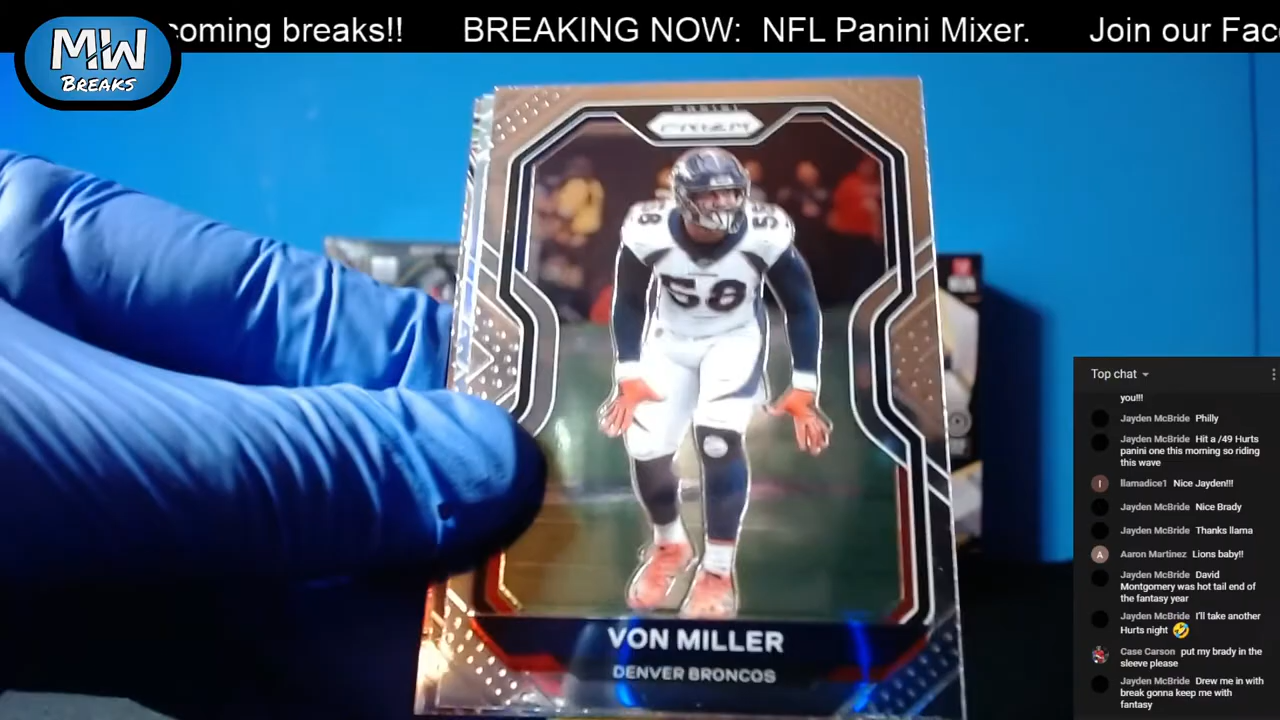 coming breaks!! BREAKING NOW: NFL Panini Mixer. Join our Fac
MW
BREAKS
PANINI
PRIZM
58 5
58
VON MILLER
DENVER BRONCOS
Top chat
you!!!
Jayden McBride Philly
Jayden McBride Hit a /49 Hurts
panini one this morning so riding
this wave
I llamadice1 Nice Jayden!!!
Jayden McBride Nice Brady
Jayden McBride Thanks llama
A Aaron Martinez Lions baby!!
Jayden McBride David
Montgomery was hot tail end of
the fantasy year
Jayden McBride I'll take another
Hurts night 🤣
Case Carson put my brady in the
sleeve please
Jayden McBride Drew me in with
break gonna keep me with
fantasy